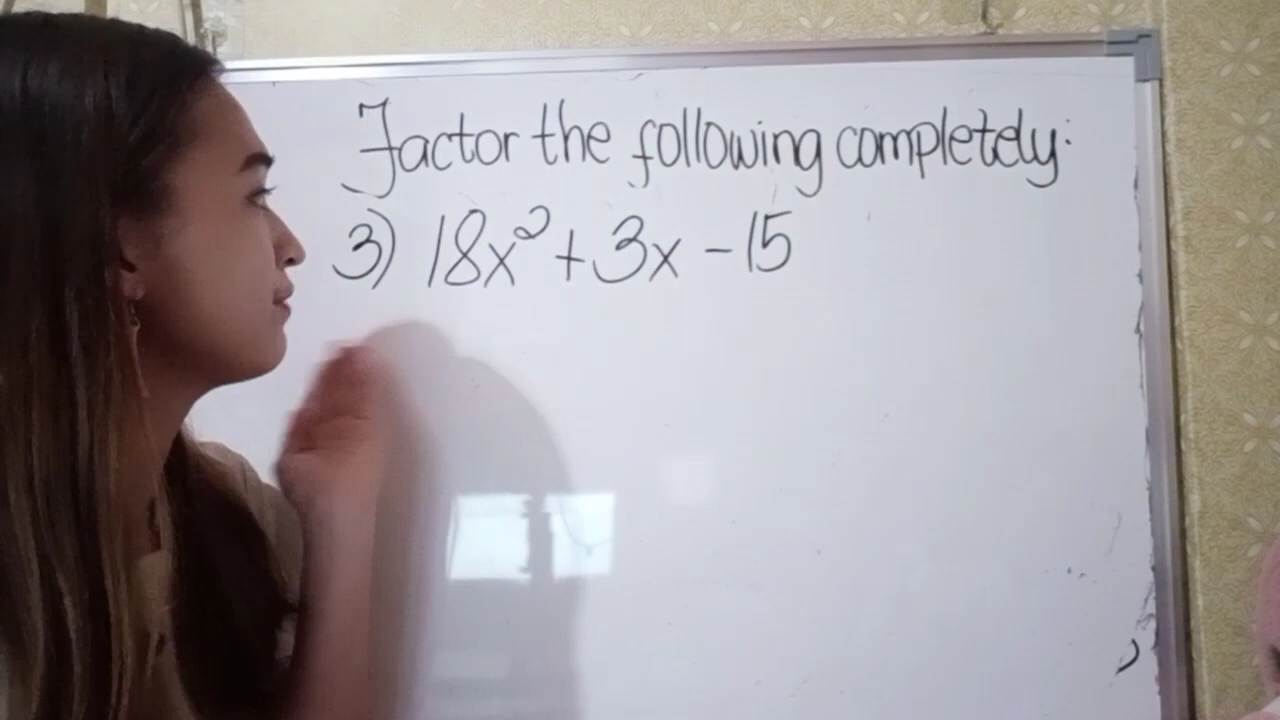 Factor the following completely:
3) 18x² + 3x - 15